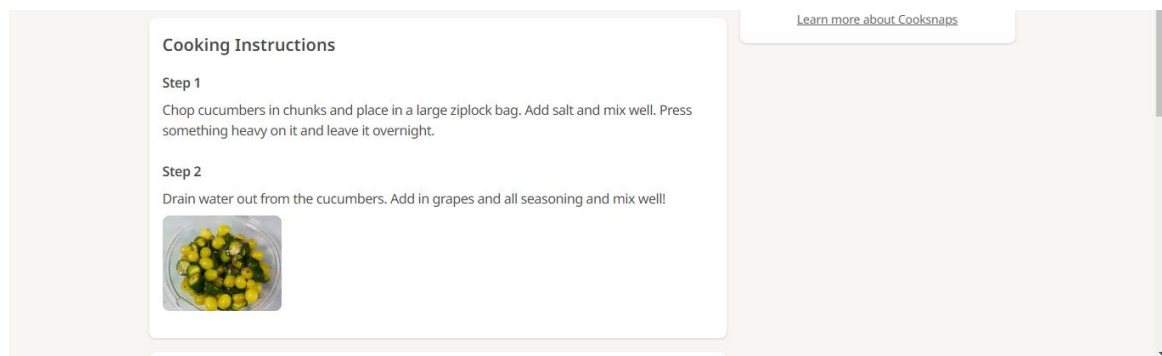 Learn more about Cooksnaps
Cooking Instructions
Step 1
Chop cucumbers in chunks and place in a large ziplock bag. Add salt and mix well. Press
something heavy on it and leave it overnight.
Step 2
Drain water out from the cucumbers. Add in grapes and all seasoning and mix well!